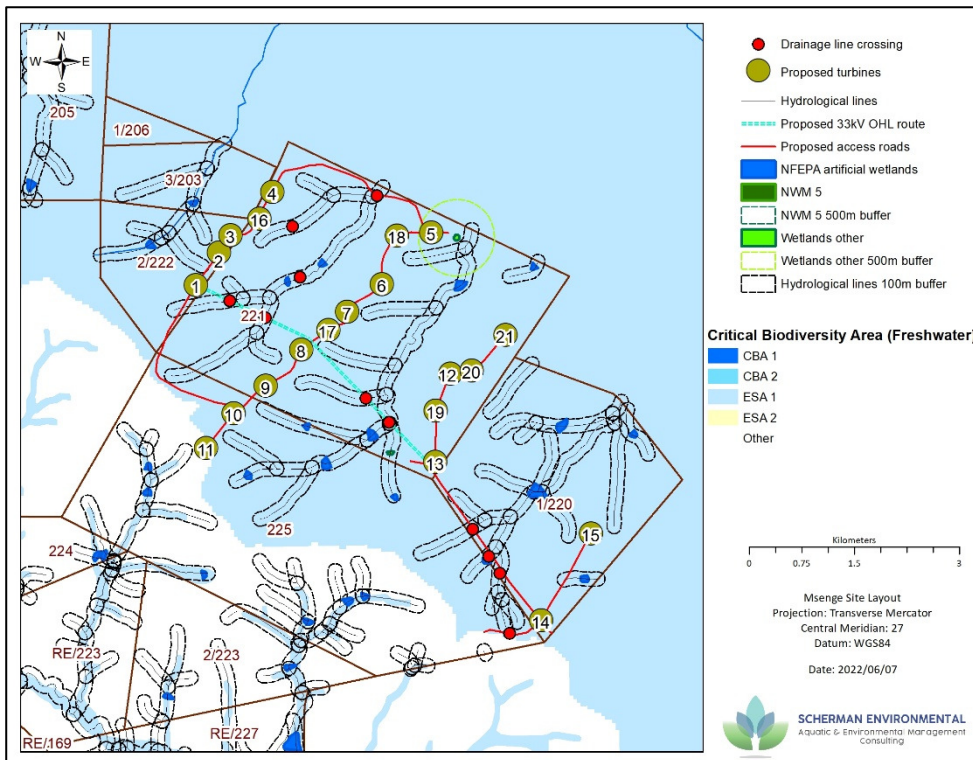 N
W E
S
205
1/206
3/203
4
16
3
5
18
2
2/222
1
6
7
221
17
21
8
12 20
9
19
10
11
13
1/220
225
15
224
14
RE/223
2/223
RE/227
RE/169
Drainage line crossing
Proposed turbines
Hydrological lines
Proposed 33kV OHL route
Proposed access roads
NFEPA artificial wetlands
NWM 5
NWM 5 500m buffer
Wetlands other
Wetlands other 500m buffer
Hydrological lines 100m buffer
Critical Biodiversity Area (Freshwater)
CBA 1
CBA 2
ESA 1
ESA 2
Other
Kilometers
0 0.75 1.5 3
Msenge Site Layout
Projection: Transverse Mercator
Central Meridian: 27
Datum: WGS84
Date: 2022/06/07
SCHERMAN ENVIRONMENTAL
Aquatic & Environmental Management
Consulting